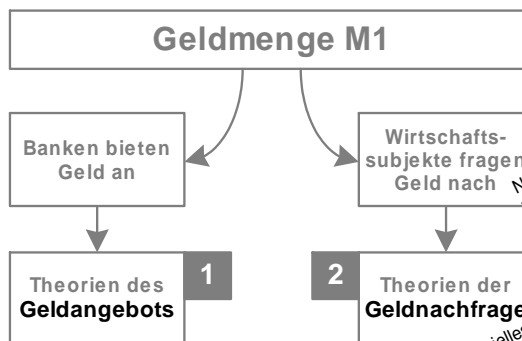 Geldmenge M1
Banken bieten
Geld an
Wirtschafts-
subjekte fragen
Geld nach
Theorien des
Geldangebots
1
2
Theorien der
Geldnachfrage